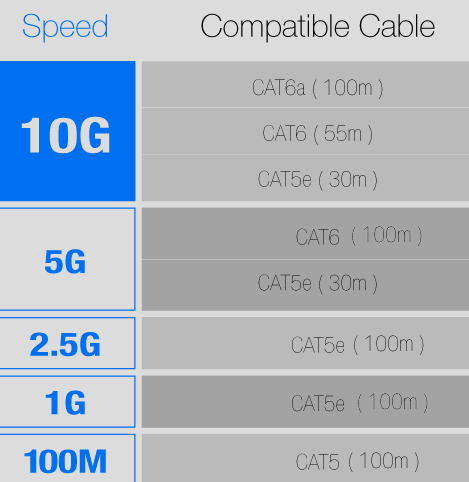 Speed Compatible Cable
10G CAT6a ( 100m )
CAT6 ( 55m )
CAT5e ( 30m )
5G CAT6 ( 100m )
CAT5e ( 30m )
2.5G CAT5e ( 100m )
1G CAT5e ( 100m )
100M CAT5 ( 100m )